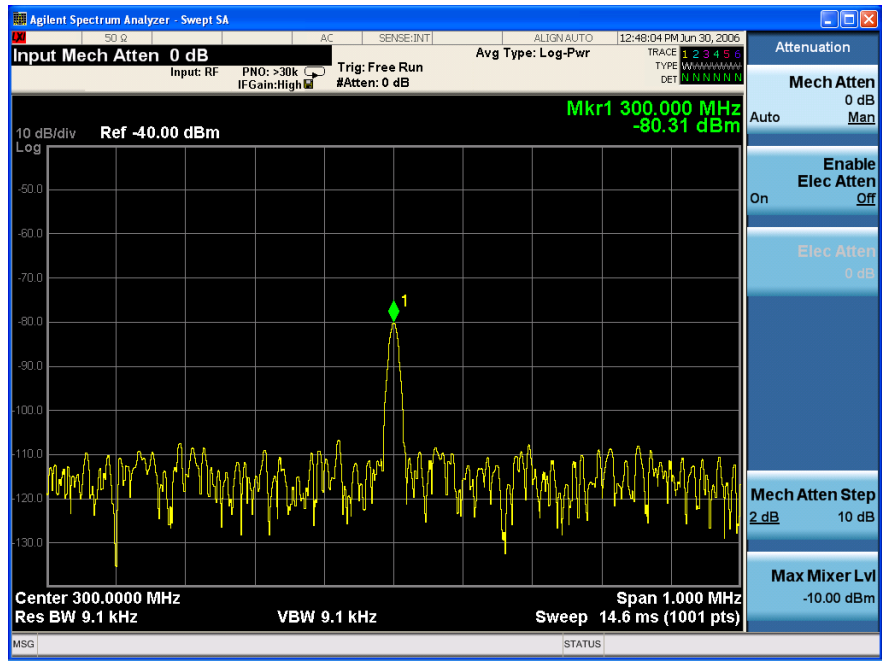 Agilent Spectrum Analyzer - Swept SA
50 Ω AC SENSE:INT ALIGN AUTO 12:48:04 PM Jun 30, 2006
Input Mech Atten 0 dB
Input: RF PNO: >30k
IFGain:High
Trig: Free Run
#Atten: 0 dB
Avg Type: Log-Pwr
TRACE 1 2 3 4 5 6
TYPE WWWWWWW
DET N N N N N N
Mkr1 300.000 MHz
-80.31 dBm
10 dB/div Ref -40.00 dBm
Log
-50.0
-60.0
-70.0
1
-80.0
-90.0
-100.0
-110.0
-120.0
-130.0
Center 300.0000 MHz Span 1.000 MHz
Res BW 9.1 kHz VBW 9.1 kHz Sweep 14.6 ms (1001 pts)
MSG STATUS
Attenuation
Mech Atten
0 dB
Auto Man
Enable
Elec Atten
On Off
Elec Atten
0 dB
Mech Atten Step
2 dB 10 dB
Max Mixer Lvl
-10.00 dBm